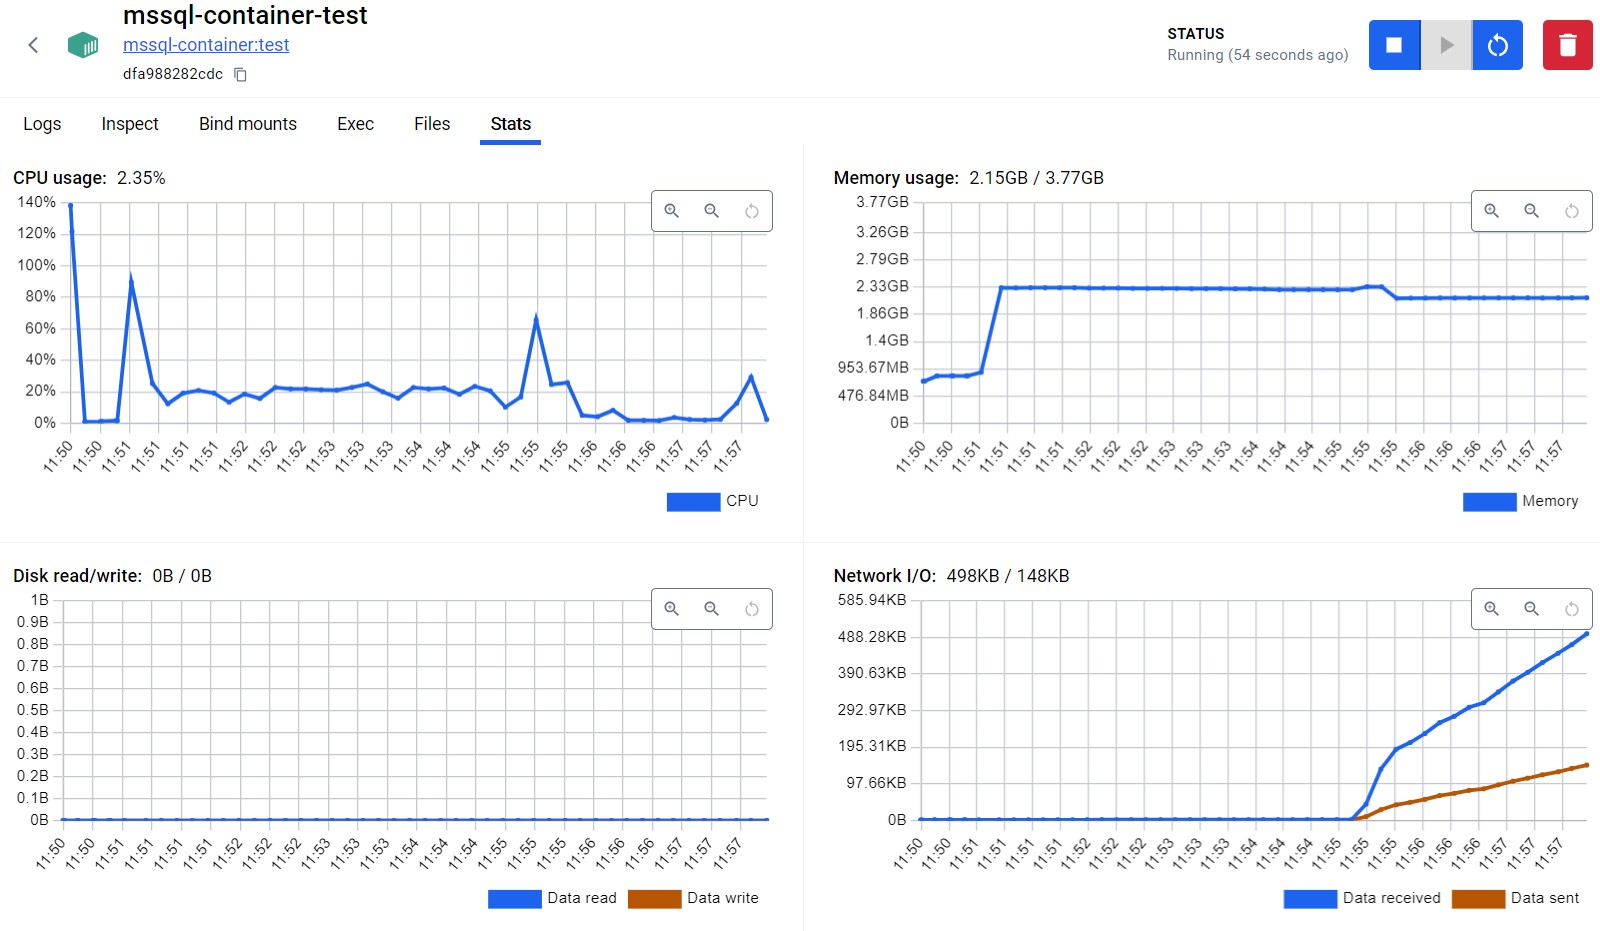 mssql-container-test
mssql-container:test
dfa988282cdc
STATUS
Running (54 seconds ago)
Logs
Inspect
Bind mounts
Exec
Files
Stats
CPU usage: 2.35%
140%
120%
100%
80%
60%
40%
20%
0%
11:50
11:50
11:51
11:51
11:51
11:51
11:52
11:52
11:52
11:53
11:53
11:53
11:54
11:54
11:54
11:55
11:55
11:55
11:56
11:56
11:56
11:57
11:57
11:57
CPU
Memory usage: 2.15GB / 3.77GB
3.77GB
3.26GB
2.79GB
2.33GB
1.86GB
1.4GB
953.67MB
476.84MB
0B
11:50
11:50
11:51
11:51
11:51
11:51
11:52
11:52
11:52
11:53
11:53
11:53
11:54
11:54
11:54
11:55
11:55
11:55
11:56
11:56
11:56
11:57
11:57
11:57
Memory
Disk read/write: 0B / 0B
1B
0.9B
0.8B
0.7B
0.6B
0.5B
0.4B
0.3B
0.2B
0.1B
0B
11:50
11:50
11:51
11:51
11:51
11:51
11:52
11:52
11:52
11:53
11:53
11:53
11:54
11:54
11:54
11:55
11:55
11:55
11:56
11:56
11:56
11:57
11:57
11:57
Data read
Data write
Network I/O: 498KB / 148KB
585.94KB
488.28KB
390.63KB
292.97KB
195.31KB
97.66KB
0B
11:50
11:50
11:51
11:51
11:51
11:51
11:52
11:52
11:52
11:53
11:53
11:53
11:54
11:54
11:54
11:55
11:55
11:55
11:56
11:56
11:56
11:57
11:57
11:57
Data received
Data sent